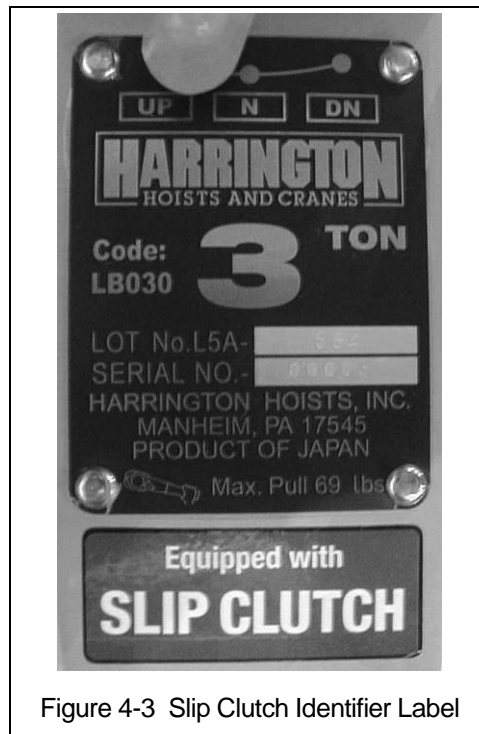 UP N DN
HARRINGTON
HOISTS AND CRANES
Code: 3 TON
LB030
LOT No.L5A-
SERIAL NO.-
HARRINGTON HOISTS, INC.
MANHEIM, PA 17545
PRODUCT OF JAPAN
Max. Pull 69 lbs
Equipped with
SLIP CLUTCH
Figure 4-3 Slip Clutch Identifier Label